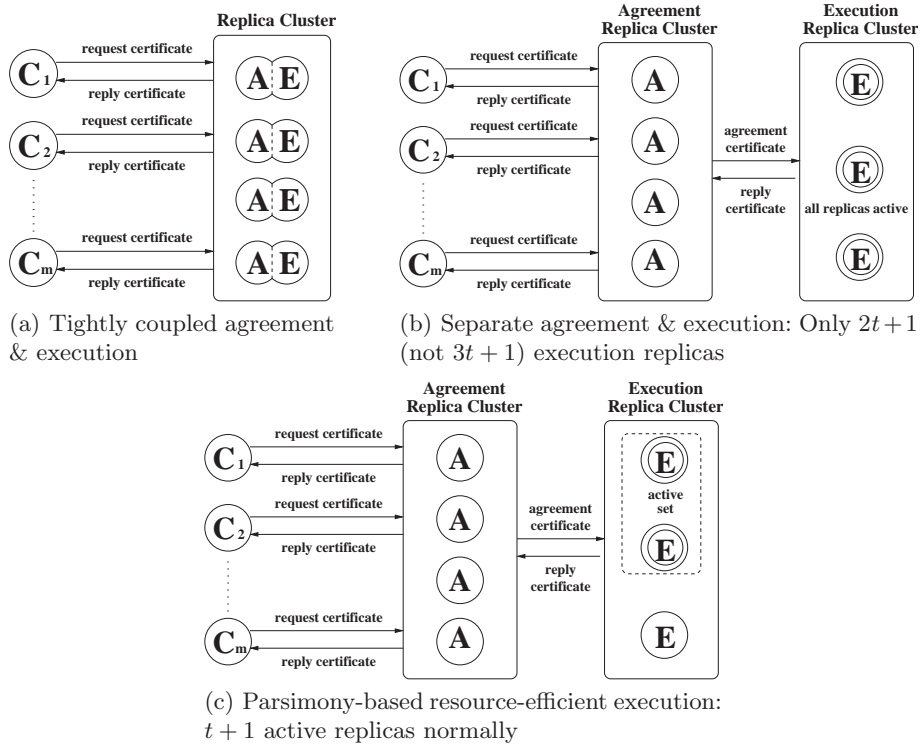 Replica Cluster
C1
request certificate
reply certificate
A E
C2
request certificate
reply certificate
A E
A E
Cm
request certificate
reply certificate
A E
(a) Tightly coupled agreement
& execution
Agreement
Replica Cluster
Execution
Replica Cluster
C1
request certificate
reply certificate
A
E
C2
request certificate
reply certificate
A
agreement
certificate
reply
certificate
E
all replicas active
A
Cm
request certificate
reply certificate
A
E
(b) Separate agreement & execution: Only 2t+1
(not 3t + 1) execution replicas
Agreement
Replica Cluster
Execution
Replica Cluster
C1
request certificate
reply certificate
A
E
active
set
C2
request certificate
reply certificate
A
agreement
certificate
reply
certificate
E
A
Cm
request certificate
reply certificate
A
E
(c) Parsimony-based resource-efficient execution:
t + 1 active replicas normally